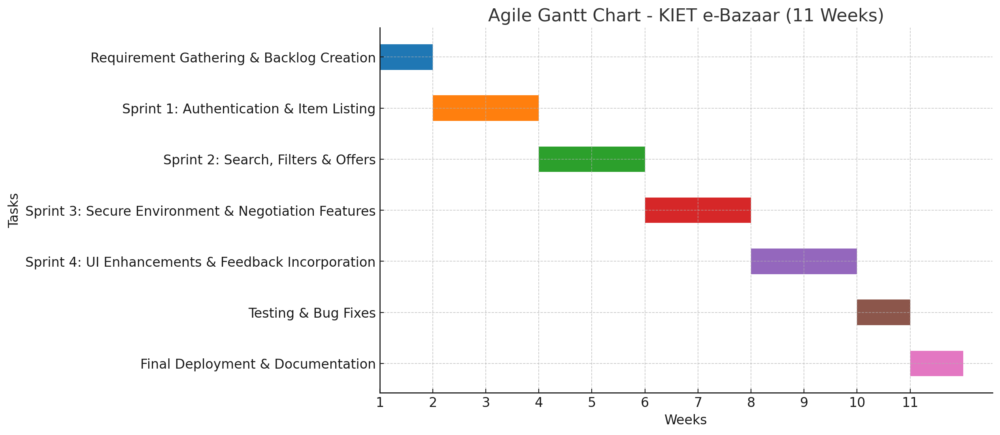 Agile Gantt Chart - KIET e-Bazaar (11 Weeks)
Requirement Gathering & Backlog Creation
Sprint 1: Authentication & Item Listing
Sprint 2: Search, Filters & Offers
Sprint 3: Secure Environment & Negotiation Features
Sprint 4: UI Enhancements & Feedback Incorporation
Testing & Bug Fixes
Final Deployment & Documentation
Tasks
1 2 3 4 5 6 7 8 9 10 11
Weeks